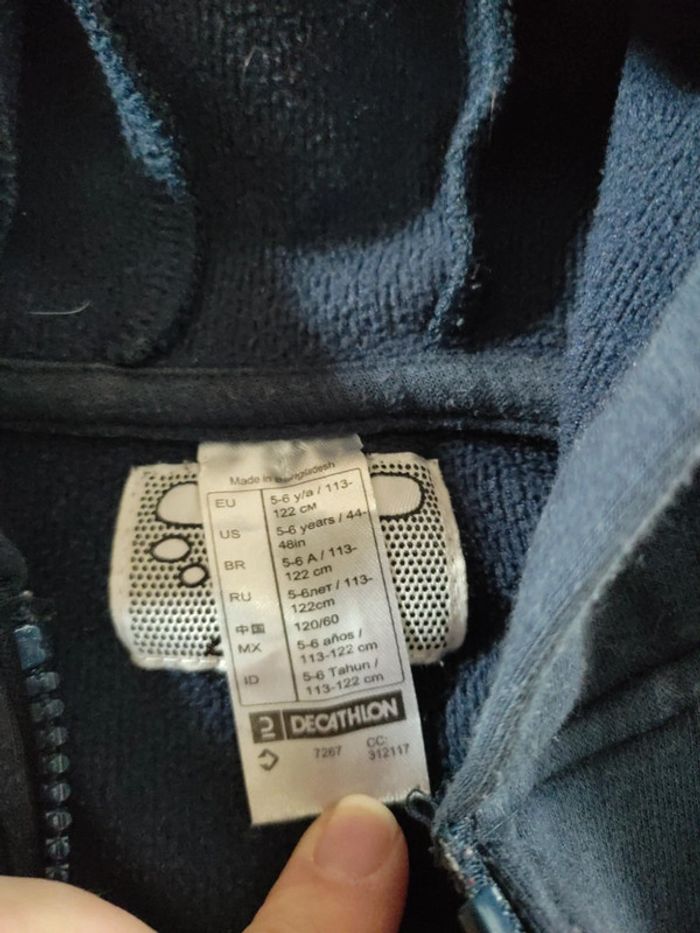 Made in Bangladesh
EU 5-6 y/a / 113-
122 см
US 5-6 years / 44-
48in
BR 5-6 A / 113-
122 cm
RU 5-6лет / 113-
122cm
中国 120/60
MX 5-6 años /
113-122 cm
ID 5-6 Tahun /
113-122 cm
DECATHLON
7267 CC:
312117